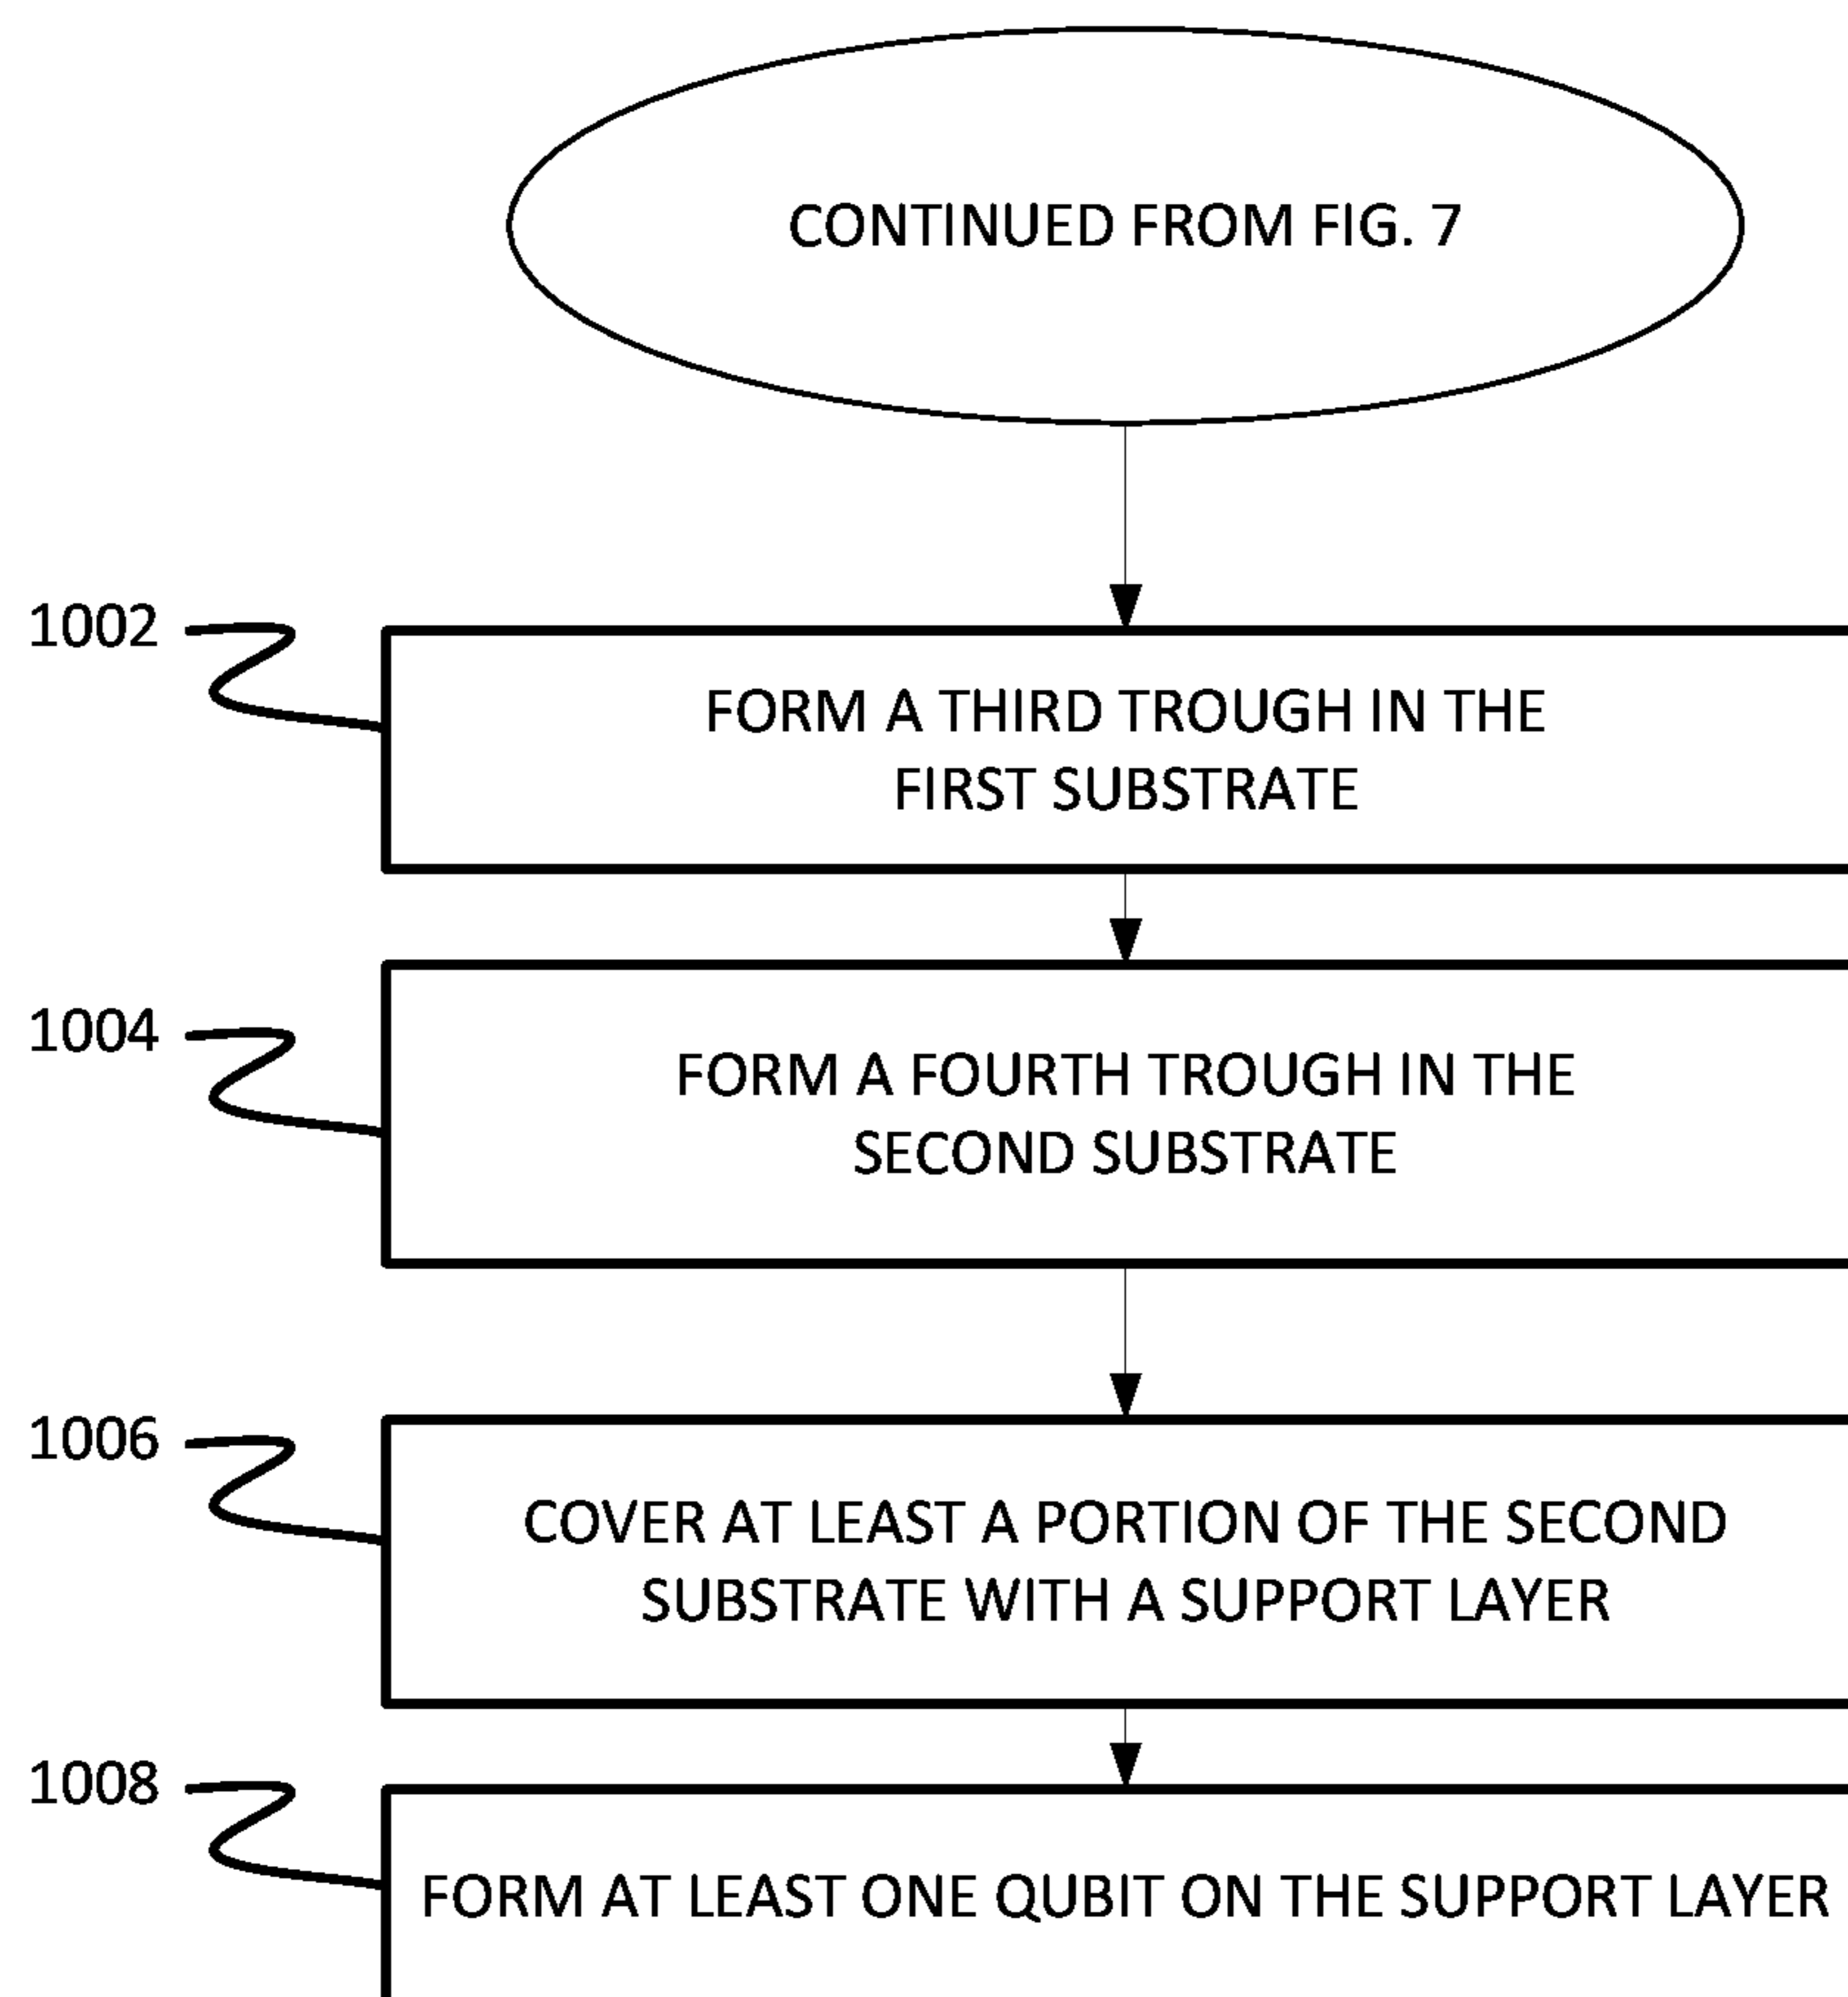 CONTINUED FROM FIG. 7
1002
FORM A THIRD TROUGH IN THE
FIRST SUBSTRATE
1004
FORM A FOURTH TROUGH IN THE
SECOND SUBSTRATE
1006
COVER AT LEAST A PORTION OF THE SECOND
SUBSTRATE WITH A SUPPORT LAYER
1008
FORM AT LEAST ONE QUBIT ON THE SUPPORT LAYER